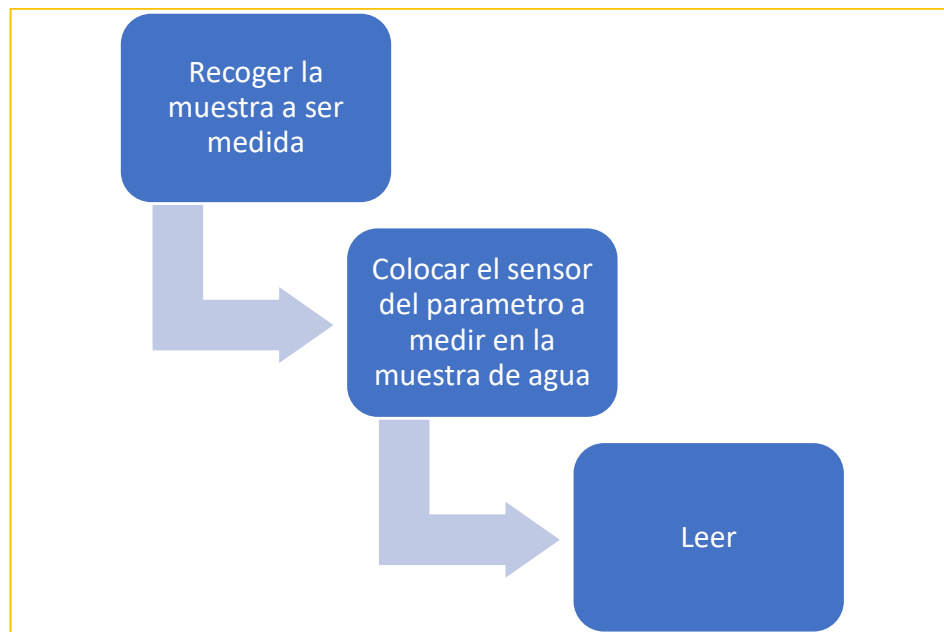 Recoger la
muestra a ser
medida
Colocar el sensor
del parametro a
medir en la
muestra de agua
Leer